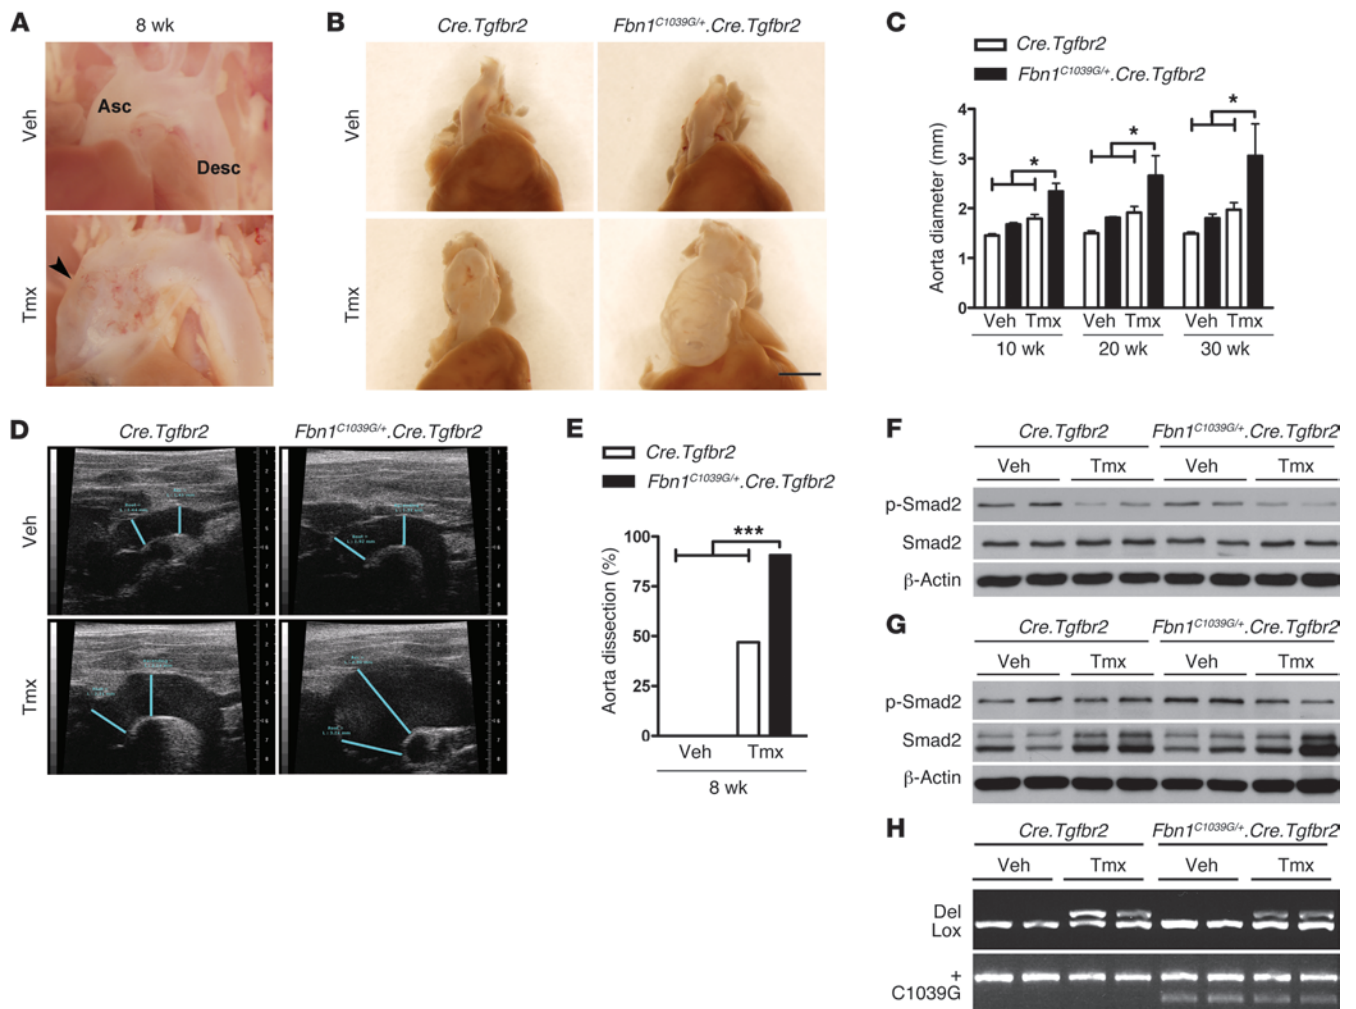 A
8 wk
Veh
Asc
Desc
Tmx
B
Cre.Tgfbr2
Fbn1C1039G/+.Cre.Tgfbr2
Veh
Tmx
C
Cre.Tgfbr2
Fbn1C1039G/+.Cre.Tgfbr2
Aorta diameter (mm)
4
3
2
1
0
*
*
*
Veh Tmx
Veh Tmx
Veh Tmx
10 wk
20 wk
30 wk
D
Cre.Tgfbr2
Fbn1C1039G/+.Cre.Tgfbr2
Veh
Tmx
E
Cre.Tgfbr2
Fbn1C1039G/+.Cre.Tgfbr2
Aorta dissection (%)
100
75
50
25
0
***
Veh
Tmx
8 wk
F
Cre.Tgfbr2
Fbn1C1039G/+.Cre.Tgfbr2
Veh
Tmx
Veh
Tmx
p-Smad2
Smad2
β-Actin
G
Cre.Tgfbr2
Fbn1C1039G/+.Cre.Tgfbr2
Veh
Tmx
Veh
Tmx
p-Smad2
Smad2
β-Actin
H
Cre.Tgfbr2
Fbn1C1039G/+.Cre.Tgfbr2
Veh
Tmx
Veh
Tmx
Del
Lox
+
C1039G